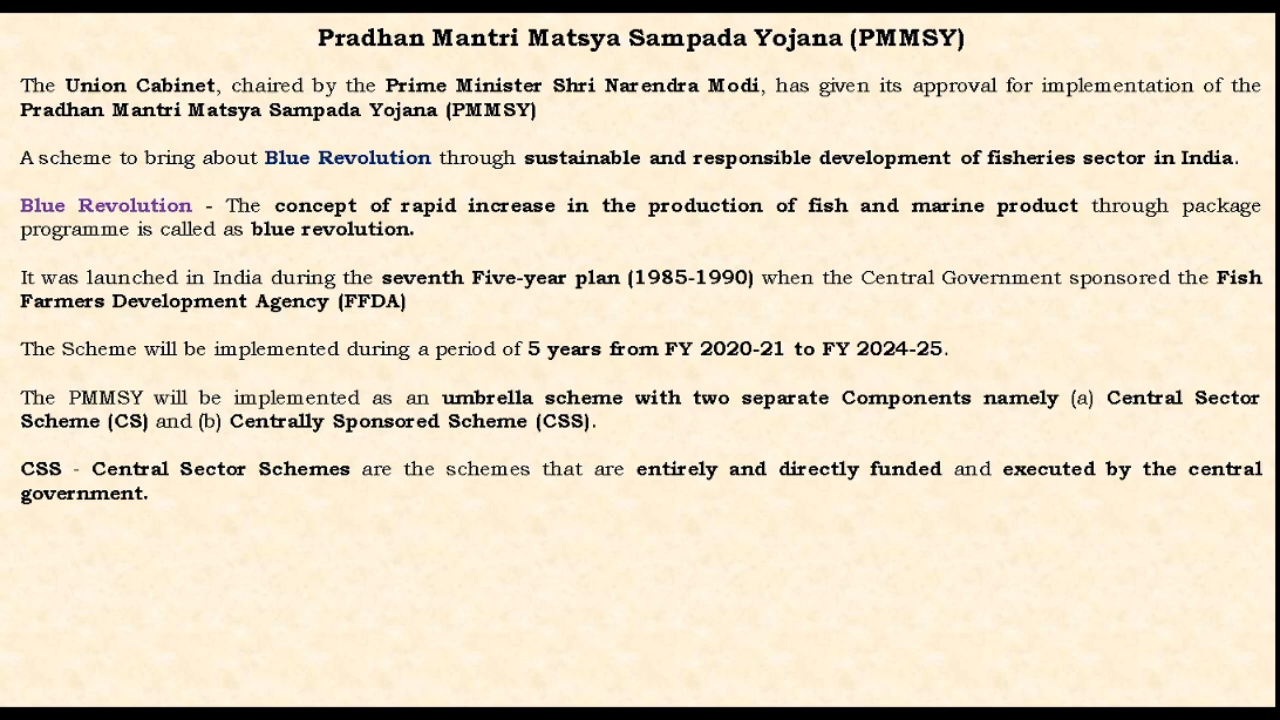 Pradhan Mantri Matsya Sampada Yojana (PMMSY)
The Union Cabinet, chaired by the Prime Minister Shri Narendra Modi, has given its approval for implementation of the
Pradhan Mantri Matsya Sampada Yojana (PMMSY)
A scheme to bring about Blue Revolution through sustainable and responsible development of fisheries sector in India.
Blue Revolution - The concept of rapid increase in the production of fish and marine product through package
programme is called as blue revolution.
It was launched in India during the seventh Five-year plan (1985-1990) when the Central Government sponsored the Fish
Farmers Development Agency (FFDA)
The Scheme will be implemented during a period of 5 years from FY 2020-21 to FY 2024-25.
The PMMSY will be implemented as an umbrella scheme with two separate Components namely (a) Central Sector
Scheme (CS) and (b) Centrally Sponsored Scheme (CSS).
CSS - Central Sector Schemes are the schemes that are entirely and directly funded and executed by the central
government.